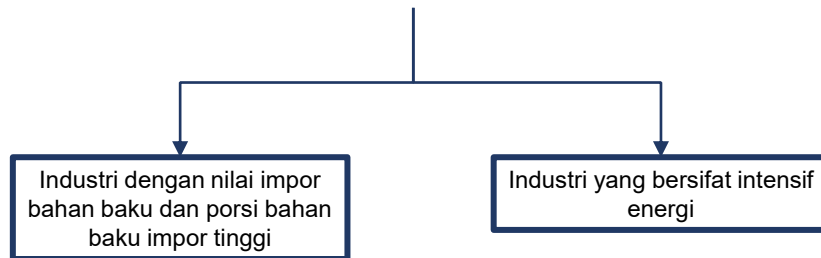 Industri dengan nilai impor
bahan baku dan porsi bahan
baku impor tinggi
Industri yang bersifat intensif
energi